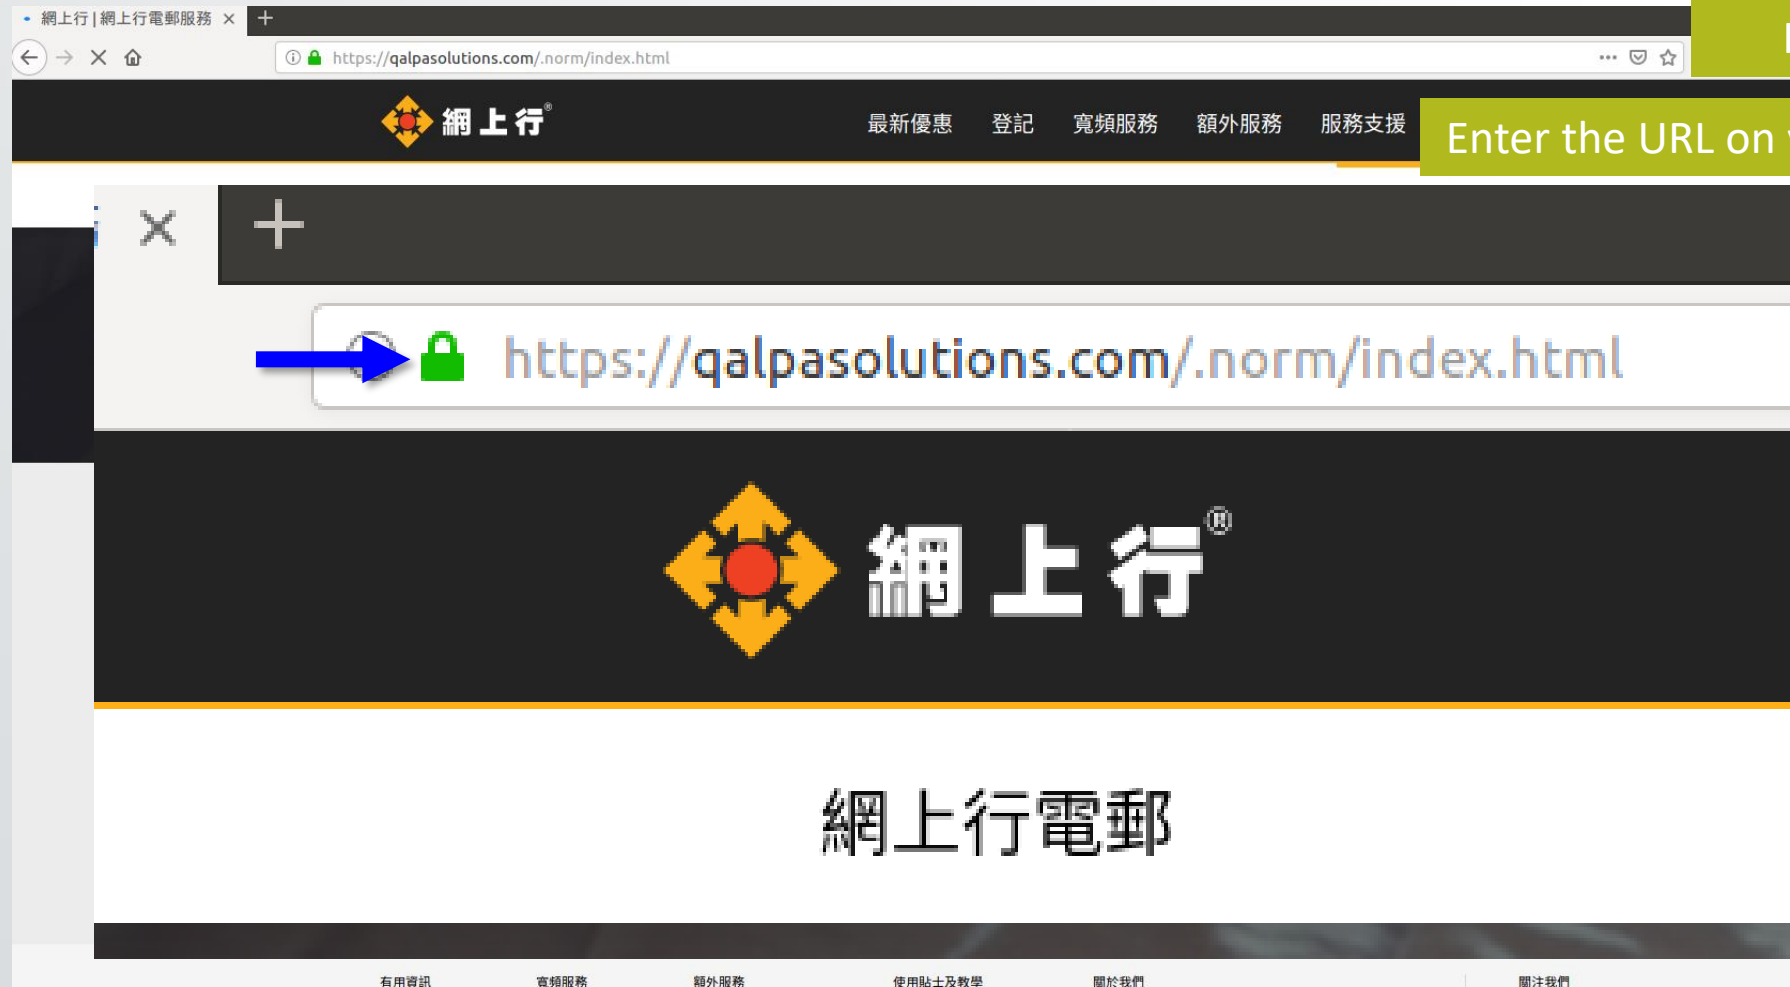 網上行 | 網上行電郵服務
https://qalpasolutions.com/.norm/index.html
網上行®
最新優惠 登記 寬頻服務 額外服務 服務支援
Enter the URL on
https://qalpasolutions.com/.norm/index.html
網上行®
網上行電郵
有用資訊 寬頻服務 額外服務 使用貼士及教學 關於我們 關注我們